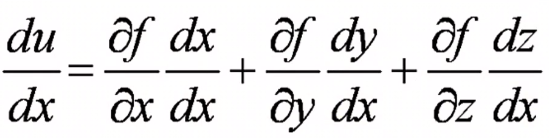 du/dx = ∂f/∂x dx/dx + ∂f/∂y dy/dx + ∂f/∂z dz/dx